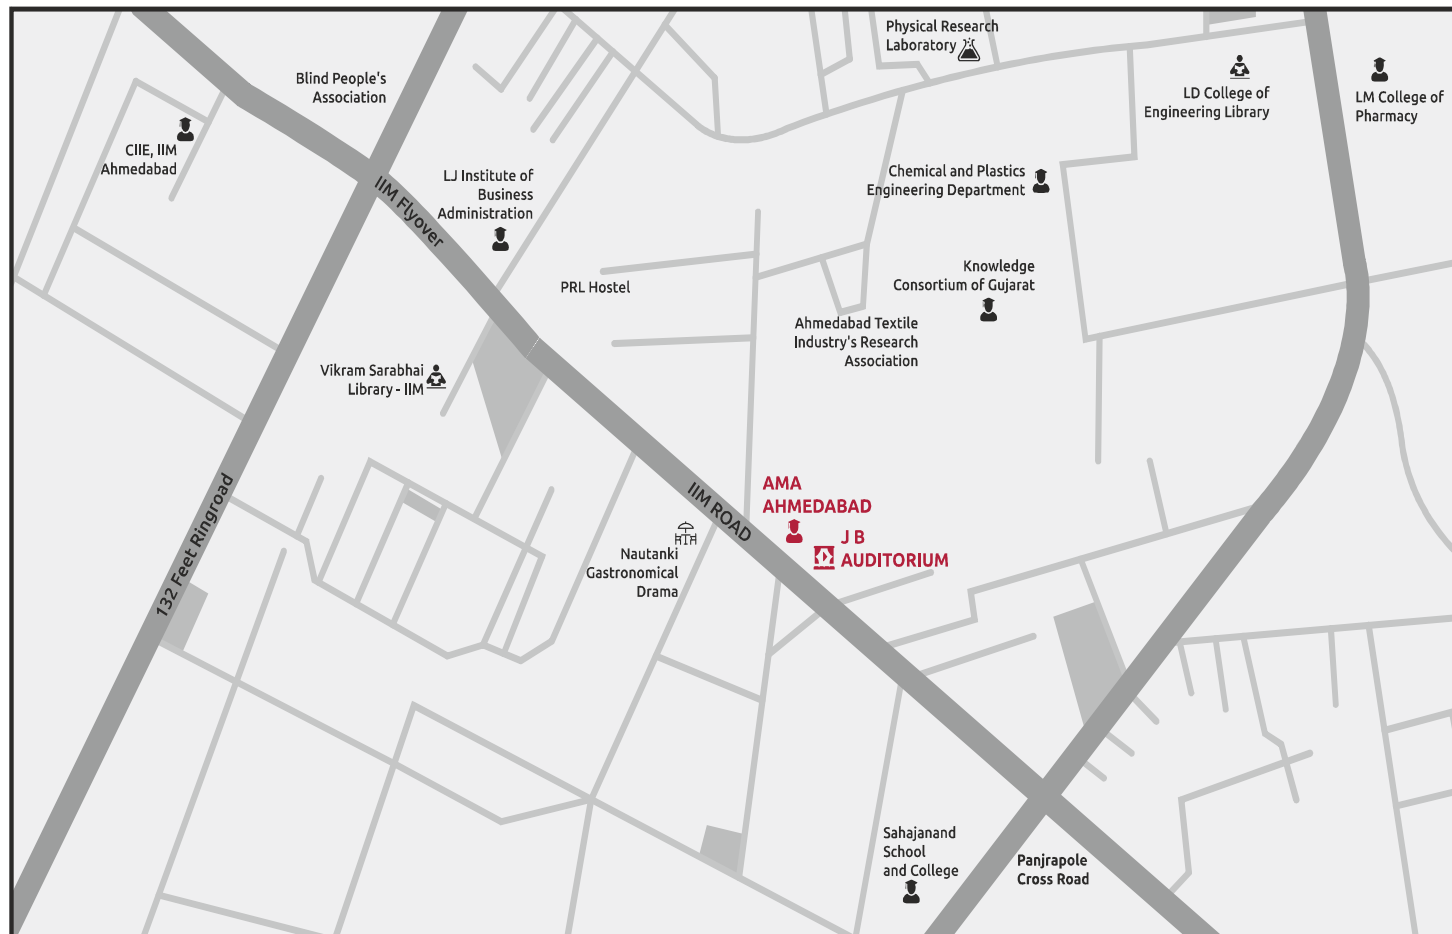 Physical Research
Laboratory
Blind People's
Association
LD College of
Engineering Library
LM College of
Pharmacy
CIIE, IIM
Ahmedabad
LJ Institute of
Business
Administration
IIM Flyover
Chemical and Plastics
Engineering Department
Knowledge
Consortium of Gujarat
PRL Hostel
Ahmedabad Textile
Industry's Research
Association
Vikram Sarabhai
Library - IIM
132 Feet Ringroad
IIM ROAD
AMA
AHMEDABAD
J B
AUDITORIUM
Nautanki
Gastronomical
Drama
Sahajanand
School
and College
Panjrapole
Cross Road